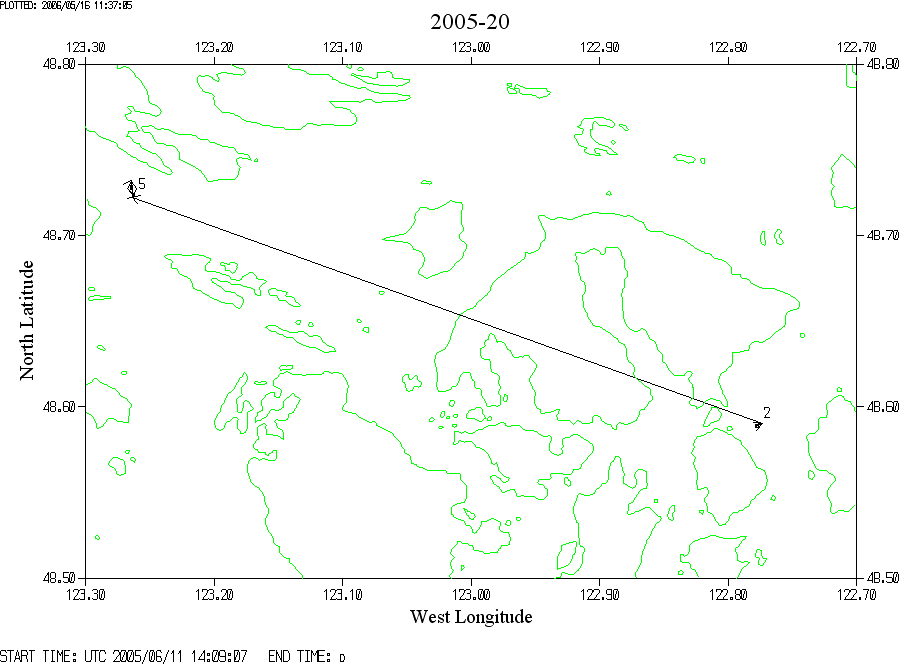 PLOTTED: 2006/05/16 11:37:05
2005-20
123.30 123.20 123.10 123.00 122.90 122.80 122.70
48.80 48.80
5
48.70 48.70
North Latitude
48.60 48.60
2
48.50 48.50
123.30 123.20 123.10 123.00 122.90 122.80 122.70
West Longitude
START TIME: UTC 2005/06/11 14:09:07 END TIME: 0